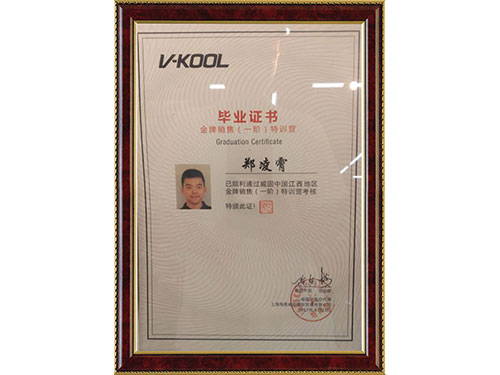 V-KOOL
毕业证书
金牌销售（一阶）特训营
Graduation Certificate
郑凌霄
已顺利通过威固中国江西地区
金牌销售（一阶）特训营考核
特颁此证！